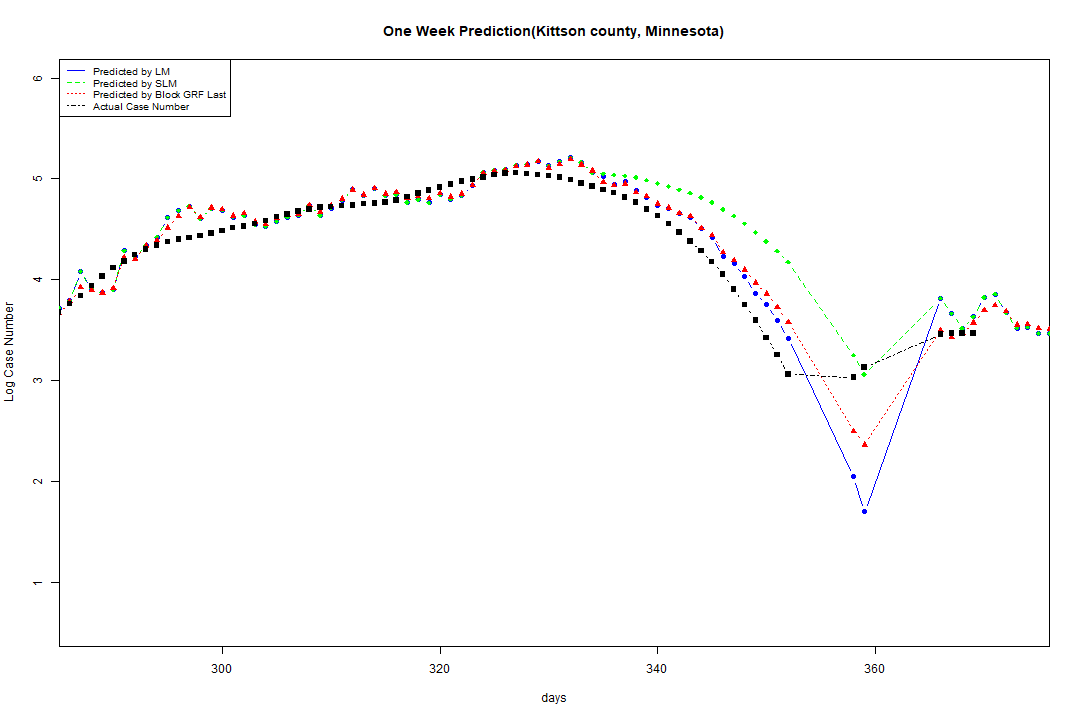 One Week Prediction(Kittson county, Minnesota)
Predicted by LM
Predicted by SLM
Predicted by Block GRF Last
Actual Case Number
6
5
4
3
2
1
Log Case Number
300 320 340 360
days